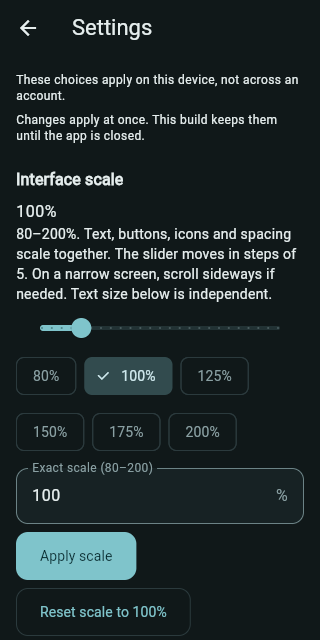 Settings
These choices apply on this device, not across an
account.
Changes apply at once. This build keeps them
until the app is closed.
Interface scale
100%
80–200%. Text, buttons, icons and spacing
scale together. The slider moves in steps of
5. On a narrow screen, scroll sideways if
needed. Text size below is independent.
80% 100% 125%
150% 175% 200%
Exact scale (80–200)
100 %
Apply scale
Reset scale to 100%